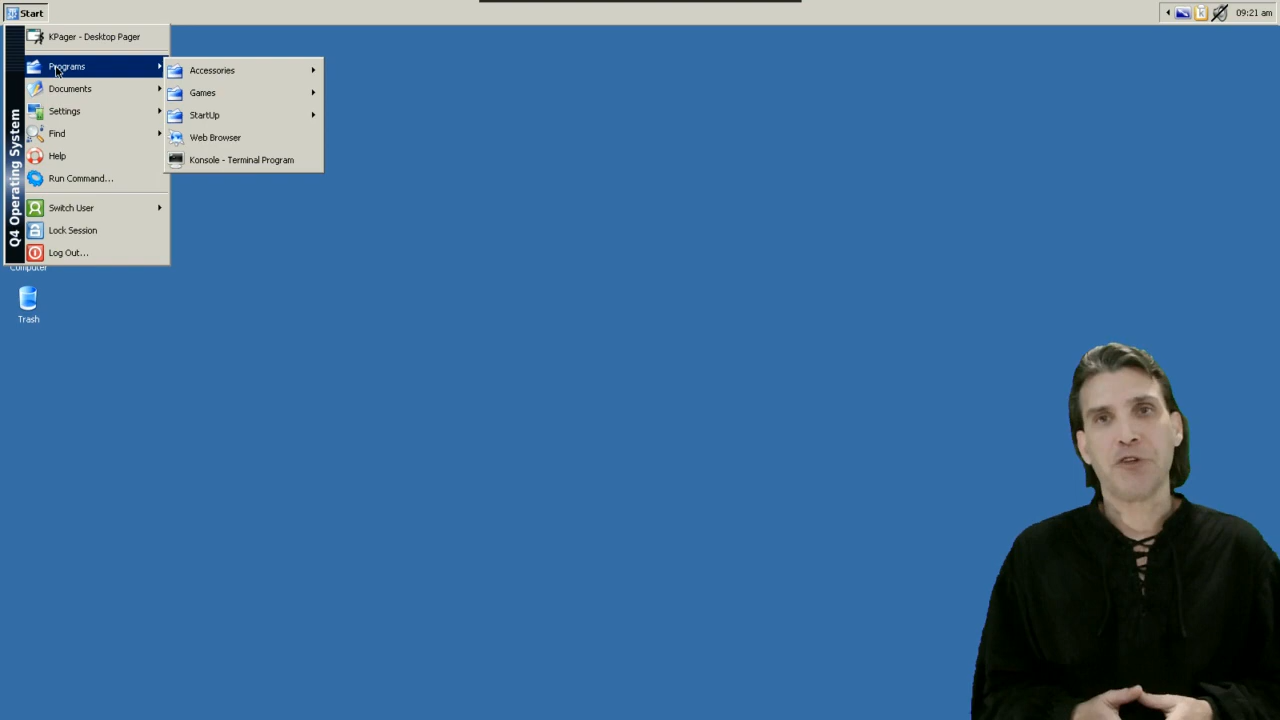 Start
09:21 am
KPager - Desktop Pager
Programs
Documents
Settings
Find
Help
Run Command...
Switch User
Lock Session
Log Out...
Q4 Operating System
Accessories
Games
StartUp
Web Browser
Konsole - Terminal Program
Computer
Trash